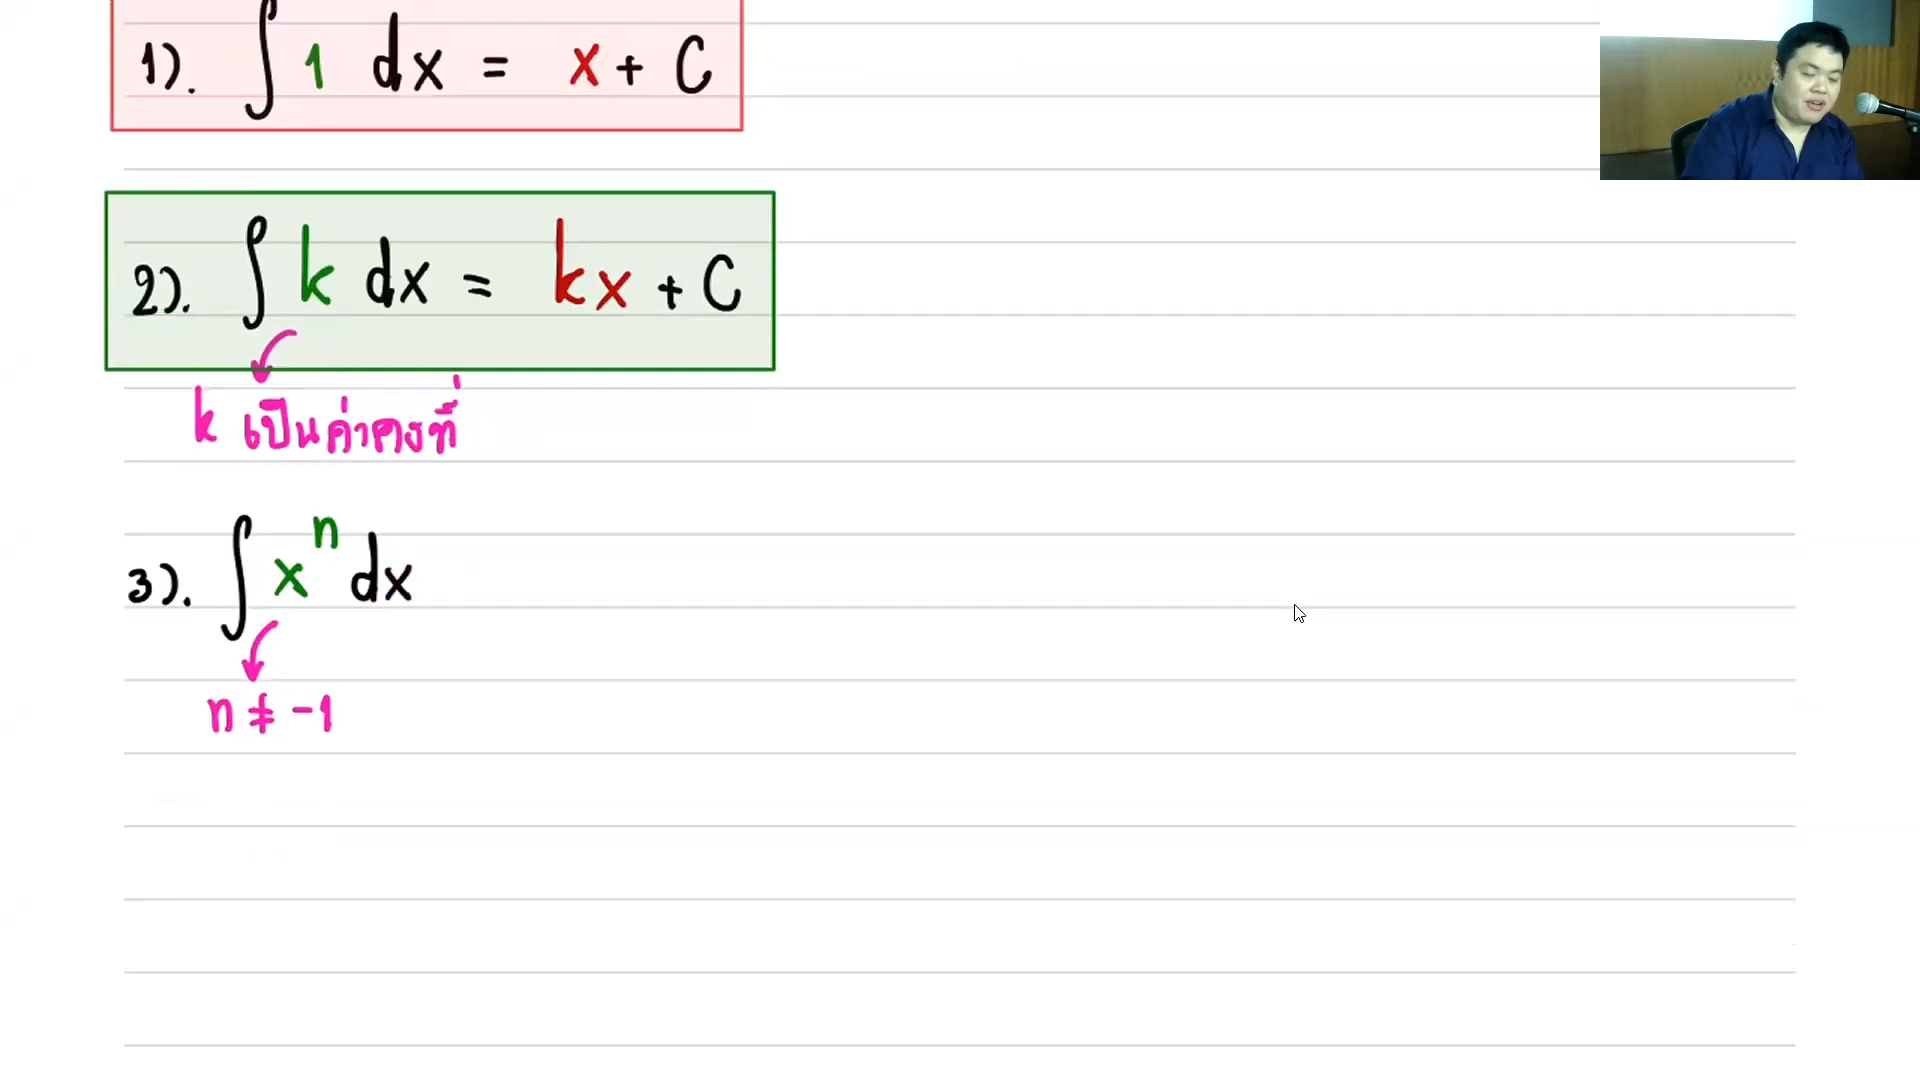 1). ∫ 1 dx = x + C
2). ∫ k dx = kx + C
k เป็นค่าคงที่
3). ∫ xⁿ dx
n ≠ -1